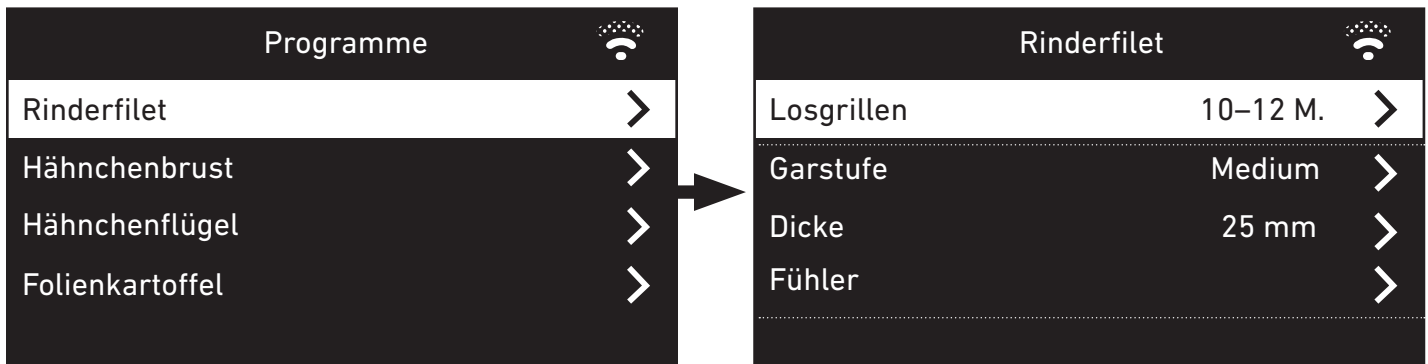 Programme
Rinderfilet
Hähnchenbrust
Hähnchenflügel
Folienkartoffel
Rinderfilet
Losgrillen 10–12 M.
Garstufe Medium
Dicke 25 mm
Fühler